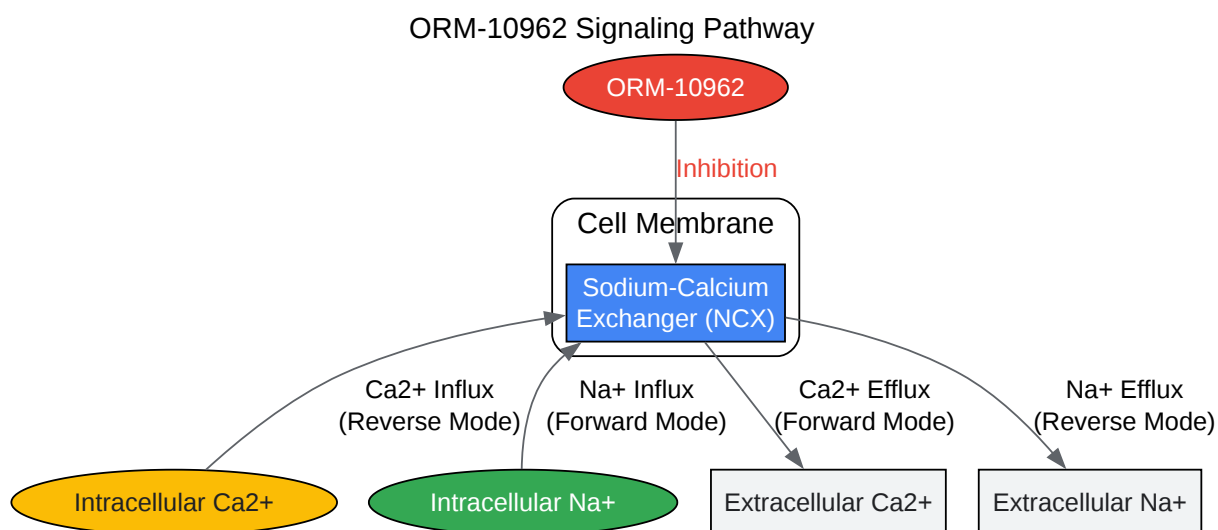 ORM-10962 Signaling Pathway
ORM-10962
Inhibition
Cell Membrane
Sodium-Calcium
Exchanger (NCX)
Ca2+ Influx
(Reverse Mode)
Na+ Influx
(Forward Mode)
Ca2+ Efflux
(Forward Mode)
Na+ Efflux
(Reverse Mode)
Intracellular Ca2+
Intracellular Na+
Extracellular Ca2+
Extracellular Na+